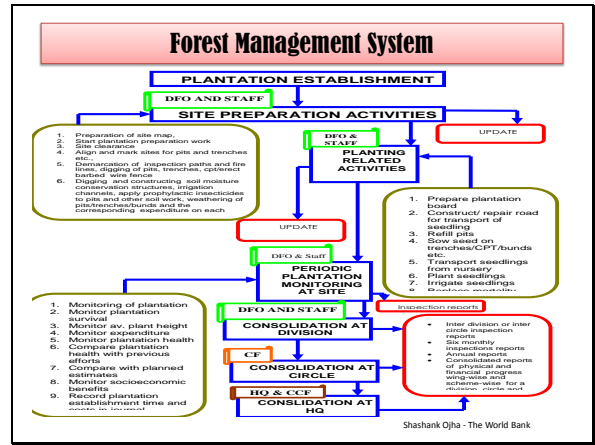 Forest Management System
PLANTATION ESTABLISHMENT
DFO AND STAFF
SITE PREPARATION ACTIVITIES
UPDATE
1. Preparation of site map,
2. Start plantation preparation work
3. Site clearance
4. Align and mark sites for pits and trenches
etc.,
5. Demarcation of inspection paths and fire
lines, digging of pits, trenches, cpt/erect
barbed wire fence
6. Digging and constructing soil moisture
conservation structures, irrigation
channels, apply prophylactic insecticides
to pits and other soil work, weathering of
pits/trenches/bunds and the
corresponding expenditure on each
DFO &
STAFF
PLANTING
RELATED
ACTIVITIES
UPDATE
1. Prepare plantation
board
2. Construct/ repair road
for transport of
seedling
3. Refill pits
4. Sow seed on
trenches/CPT/bunds
etc.
5. Transport seedlings
from nursery
6. Plant seedlings
7. Irrigate seedlings
8. Replace mortality
DFO & Staff
PERIODIC
PLANTATION
MONITORING
AT SITE
Inspection reports
1. Monitoring of plantation
2. Monitor plantation
survival
3. Monitor av. plant height
4. Monitor expenditure
5. Monitor plantation health
6. Compare plantation
health with previous
efforts
7. Compare with planned
estimates
8. Monitor socioeconomic
benefits
9. Record plantation
establishment time and
costs in journal
DFO AND STAFF
CONSOLIDATION AT
DIVISION
• Inter division or inter
circle inspection
reports
• Six monthly
inspections reports
• Annual reports
• Consolidated reports
of physical and
financial progress
wing-wise and
scheme-wise for a
division, circle and
CF
CONSOLIDATION AT
CIRCLE
HQ & CCF
CONSLIDATION AT
HQ
Shashank Ojha - The World Bank